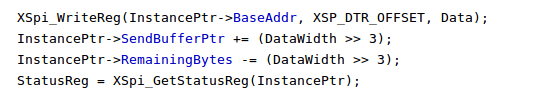 XSpi_WriteReg(InstancePtr->BaseAddr, XSP_DTR_OFFSET, Data);
InstancePtr->SendBufferPtr += (DataWidth >> 3);
InstancePtr->RemainingBytes -= (DataWidth >> 3);
StatusReg = XSpi_GetStatusReg(InstancePtr);